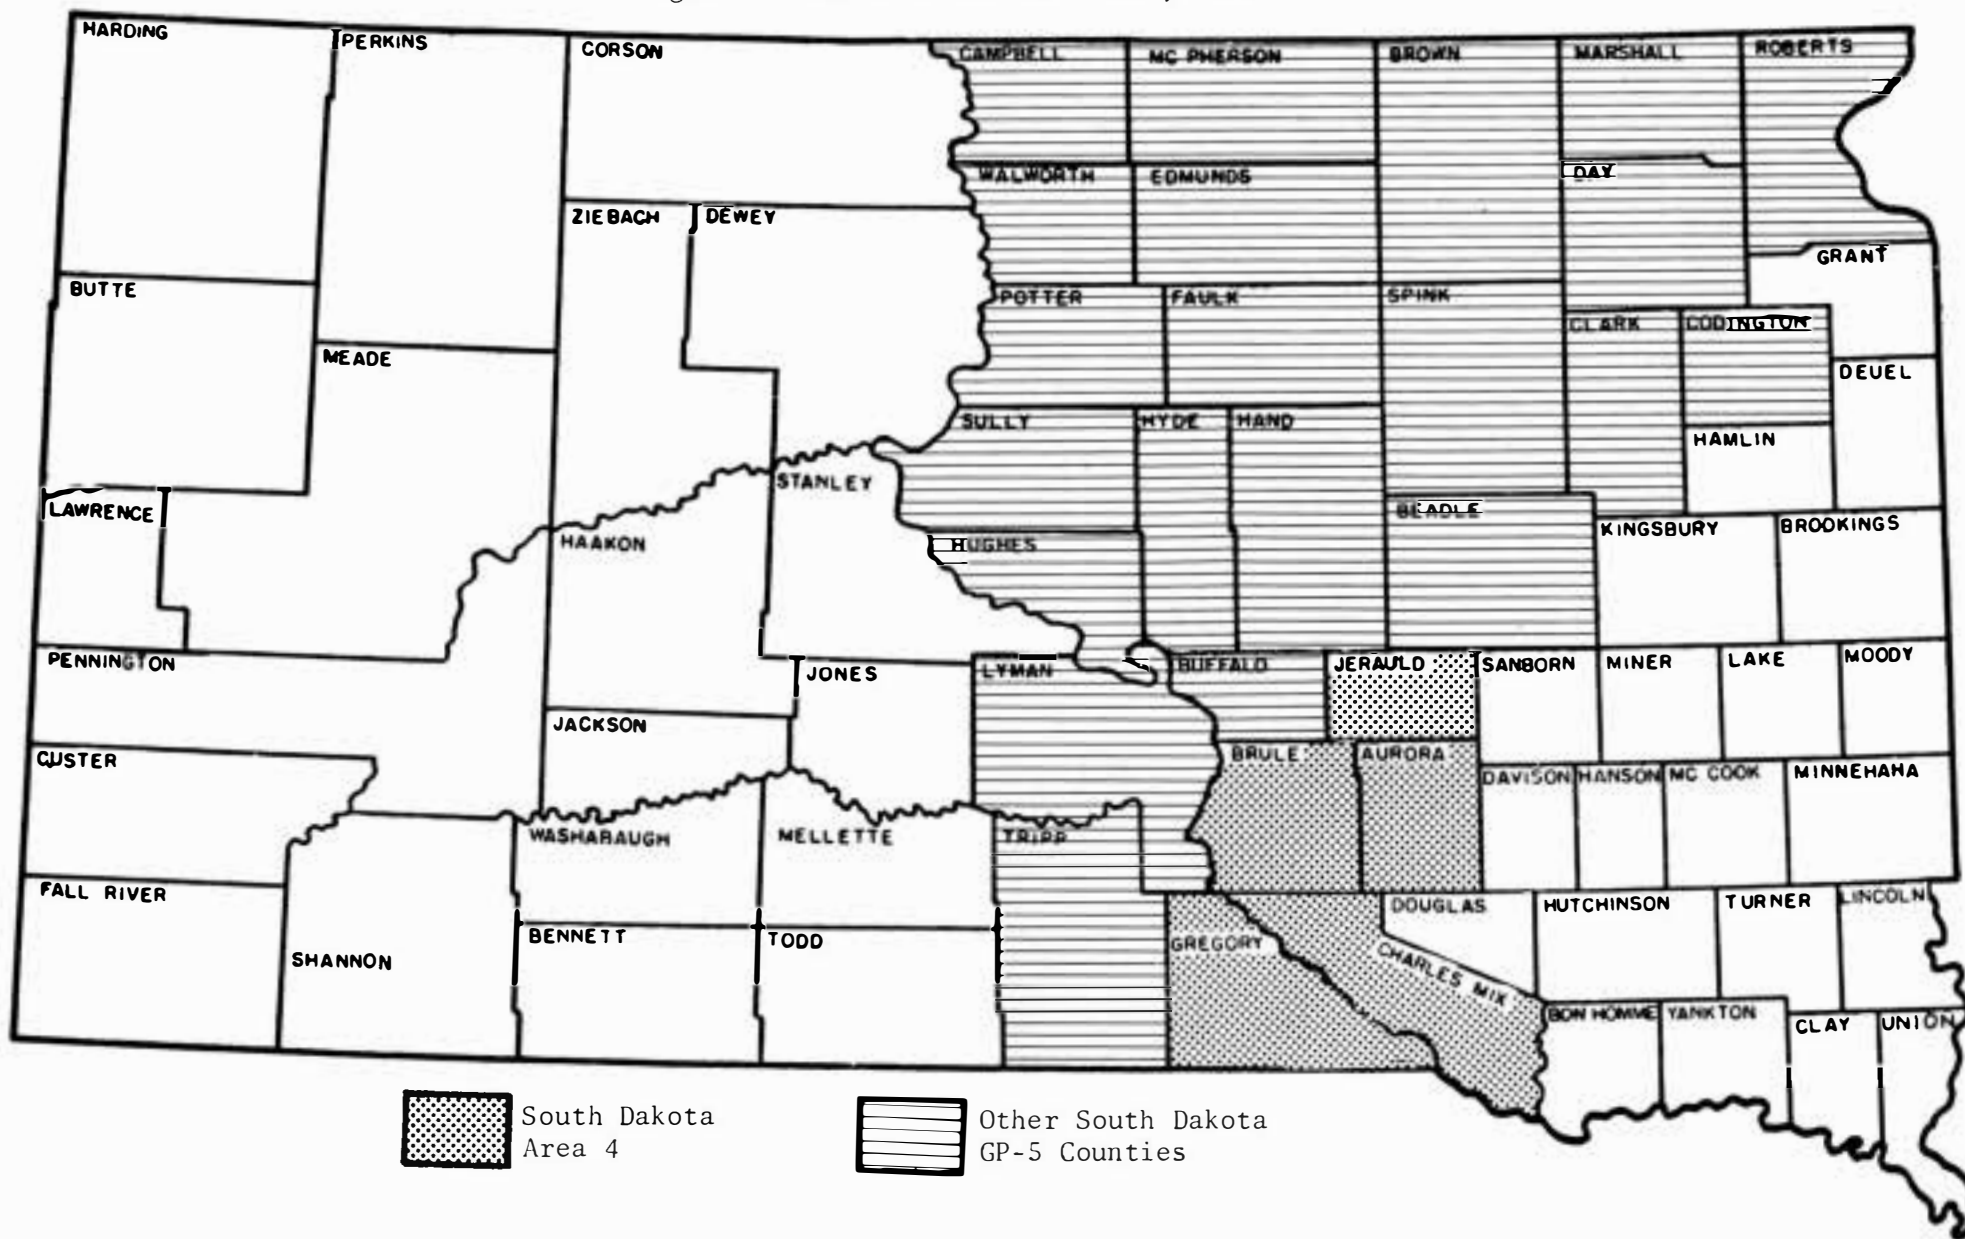 HARDING
PERKINS
CORSON
CAMPBELL
MC PHERSON
BROWN
MARSHALL
ROBERTS
WALWORTH
EDMUNDS
DAY
ZIEBACH
DEWEY
GRANT
BUTTE
POTTER
FAULK
SPINK
CLARK
CODINGTON
MEADE
DEUEL
SULLY
HYDE
HAND
HAMLIN
STANLEY
LAWRENCE
BEADLE
KINGSBURY
BROOKINGS
HAAKON
HUGHES
PENNINGTON
JONES
LYMAN
BUFFALO
JERAULD
SANBORN
MINER
LAKE
MOODY
JACKSON
CUSTER
BRULE
AURORA
DAVISON
HANSON
MC COOK
MINNEHAHA
WASHABAUGH
MELLETTE
TRIPP
FALL RIVER
DOUGLAS
HUTCHINSON
TURNER
LINCOLN
SHANNON
BENNETT
TODD
GREGORY
CHARLES MIX
BON HOMME
YANKTON
CLAY
UNION
South Dakota
Area 4
Other South Dakota
GP-5 Counties